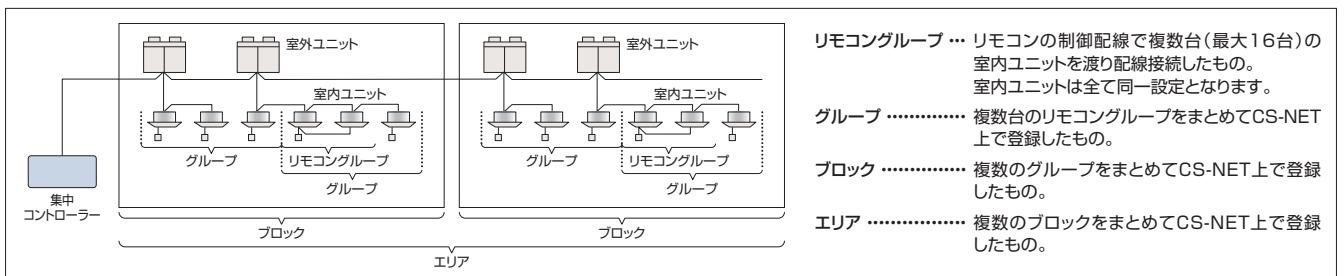 室外ユニット
室内ユニット
グループ
リモコングループ
グループ
ブロック
室外ユニット
室内ユニット
グループ
リモコングループ
グループ
ブロック
エリア
集中
コントローラー
リモコングループ … リモコンの制御配線で複数台(最大16台)の
室内ユニットを渡り配線接続したもの。
室内ユニットは全て同一設定となります。
グループ …………… 複数台のリモコングループをまとめてCS-NET
上で登録したもの。
ブロック …………… 複数のグループをまとめてCS-NET上で登録
したもの。
エリア ……………… 複数のブロックをまとめてCS-NET上で登録
したもの。